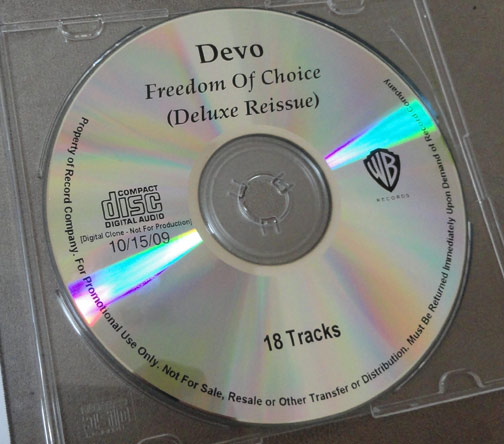 Devo
Freedom Of Choice
(Deluxe Reissue)
WB
RECORDS
COMPACT
disc
DIGITAL AUDIO
[Digital Clone - Not For Production]
10/15/09
18 Tracks
Property of Record Company. For Promotional Use Only. Not For Sale, Resale or Other Transfer or Distribution. Must Be Returned Immediately Upon Demand of Record Company